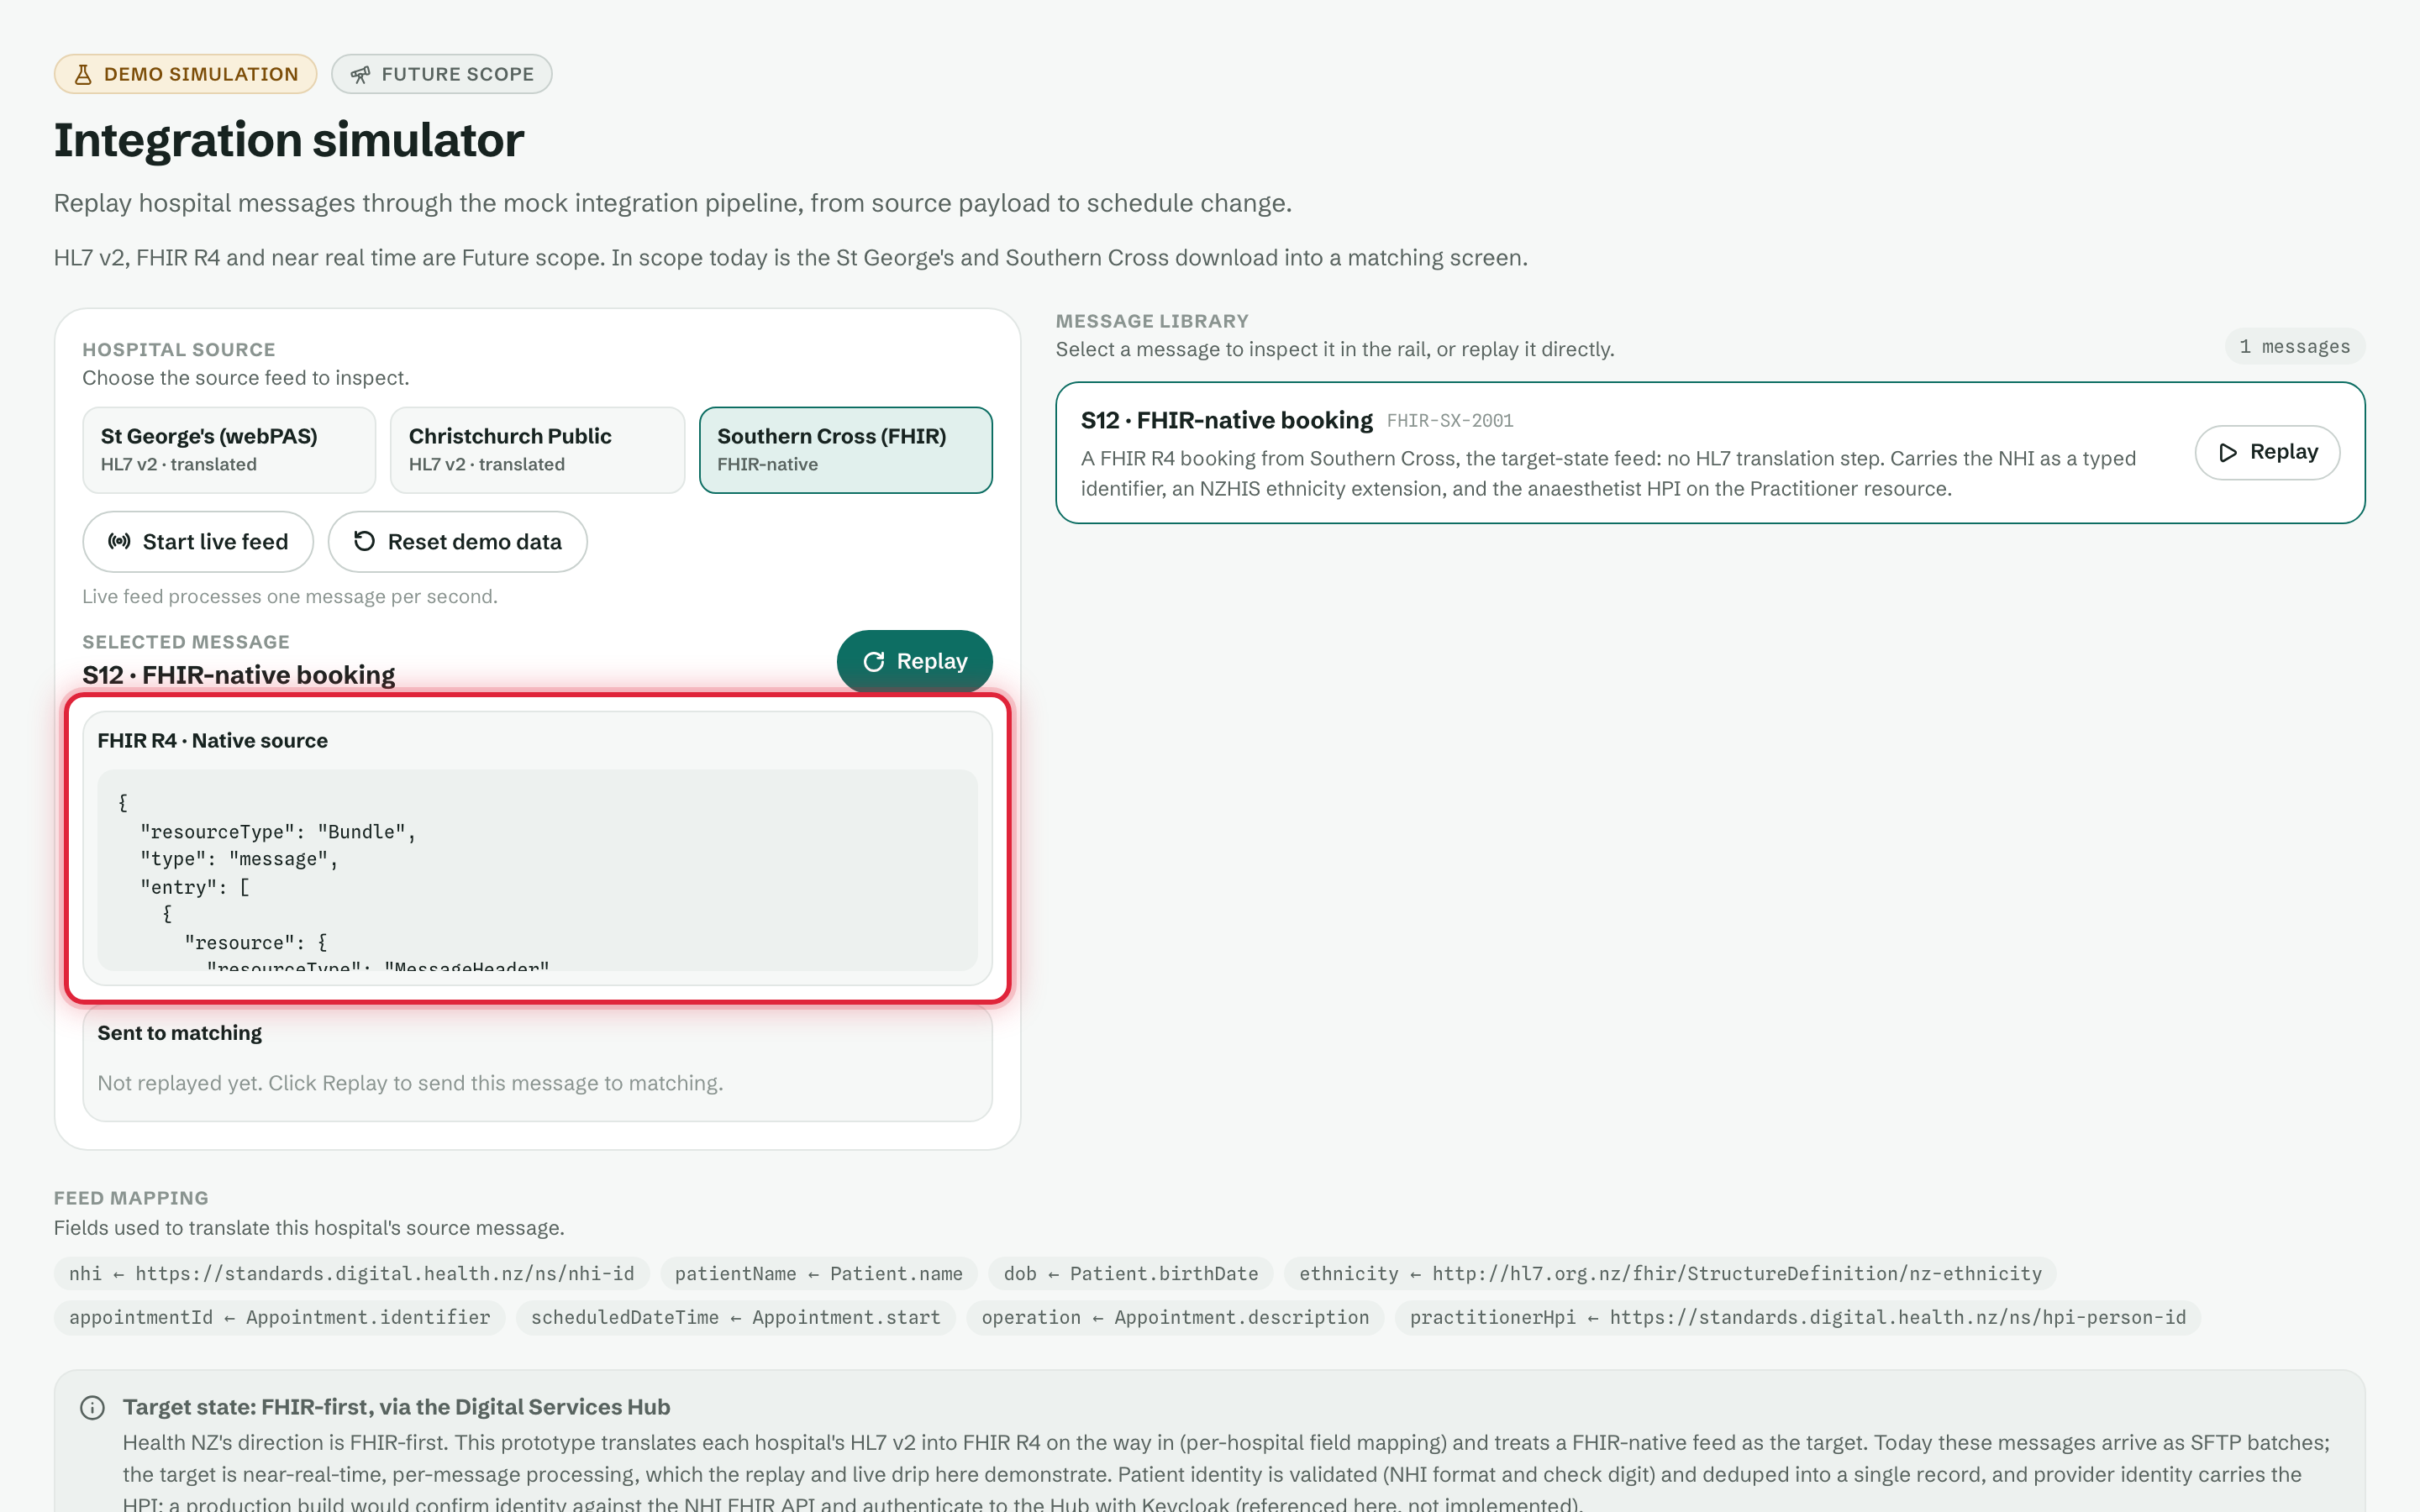 DEMO SIMULATION
FUTURE SCOPE
Integration simulator
Replay hospital messages through the mock integration pipeline, from source payload to schedule change.
HL7 v2, FHIR R4 and near real time are Future scope. In scope today is the St George's and Southern Cross download into a matching screen.
HOSPITAL SOURCE
Choose the source feed to inspect.
St George's (webPAS)
HL7 v2 · translated
Christchurch Public
HL7 v2 · translated
Southern Cross (FHIR)
FHIR-native
Start live feed
Reset demo data
Live feed processes one message per second.
SELECTED MESSAGE
S12 · FHIR-native booking
Replay
FHIR R4 · Native source
{
"resourceType": "Bundle",
"type": "message",
"entry": [
{
"resource": {
"resourceType": "MessageHeader"
Sent to matching
Not replayed yet. Click Replay to send this message to matching.
MESSAGE LIBRARY
Select a message to inspect it in the rail, or replay it directly.
1 messages
S12 · FHIR-native booking FHIR-SX-2001
A FHIR R4 booking from Southern Cross, the target-state feed: no HL7 translation step. Carries the NHI as a typed
identifier, an NZHIS ethnicity extension, and the anaesthetist HPI on the Practitioner resource.
Replay
FEED MAPPING
Fields used to translate this hospital's source message.
nhi ← https://standards.digital.health.nz/ns/nhi-id
patientName ← Patient.name
dob ← Patient.birthDate
ethnicity ← http://hl7.org.nz/fhir/StructureDefinition/nz-ethnicity
appointmentId ← Appointment.identifier
scheduledDateTime ← Appointment.start
operation ← Appointment.description
practitionerHpi ← https://standards.digital.health.nz/ns/hpi-person-id
Target state: FHIR-first, via the Digital Services Hub
Health NZ's direction is FHIR-first. This prototype translates each hospital's HL7 v2 into FHIR R4 on the way in (per-hospital field mapping) and treats a FHIR-native feed as the target. Today these messages arrive as SFTP batches;
the target is near-real-time, per-message processing, which the replay and live drip here demonstrate. Patient identity is validated (NHI format and check digit) and deduped into a single record, and provider identity carries the
HPI; a production build would confirm identity against the NHI FHIR API and authenticate to the Hub with Keycloak (referenced here, not implemented).